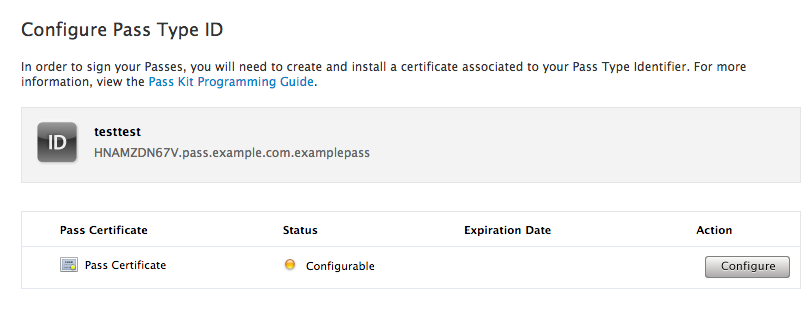 Configure Pass Type ID
In order to sign your Passes, you will need to create and install a certificate associated to your Pass Type Identifier. For more
information, view the Pass Kit Programming Guide.
ID
testtest
HNAMZDN67V.pass.example.com.examplepass
Pass Certificate Status Expiration Date Action
Pass Certificate Configurable Configure